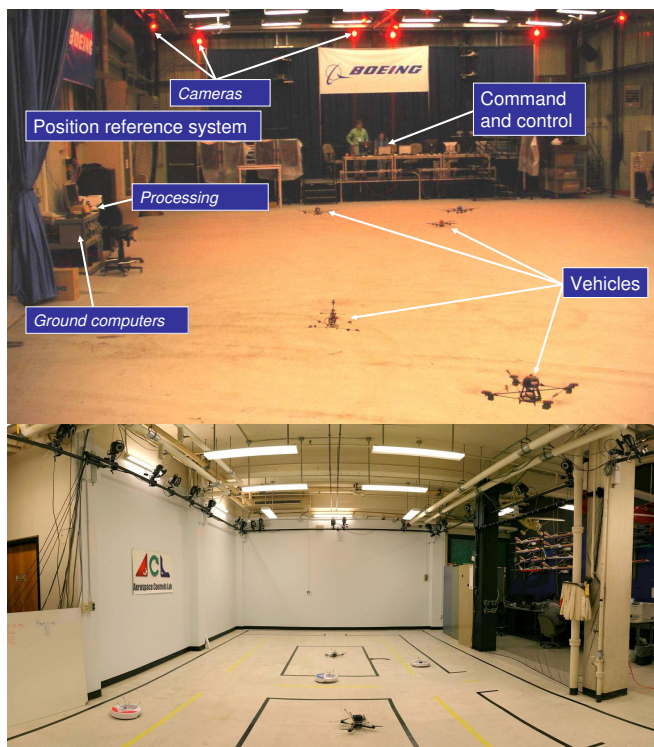 BOEING
BOEING
Cameras
Position reference system
Command
and control
Processing
Vehicles
Ground computers
ACL
Aerospace Controls Lab